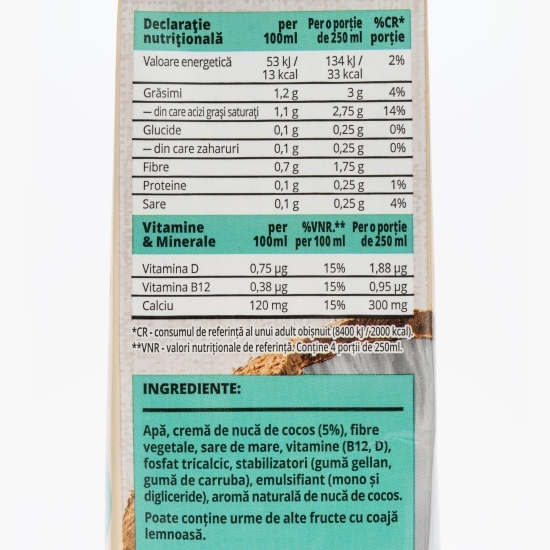 Declarație nutrițională per 100ml Per o porție de 250 ml %CR* porție
Valoare energetică 53 kJ / 13 kcal 134 kJ / 33 kcal 2%
Grăsimi 1,2 g 3 g 4%
— din care acizi grași saturați 1,1 g 2,75 g 14%
Glucide 0,1 g 0,25 g 0%
— din care zaharuri 0,1 g 0,25 g 0%
Fibre 0,7 g 1,75 g
Proteine 0,1 g 0,25 g 1%
Sare 0,1 g 0,25 g 4%
Vitamine & Minerale per 100ml %VNR.** per 100 ml Per o porție de 250 ml
Vitamina D 0,75 µg 15% 1,88 µg
Vitamina B12 0,38 µg 15% 0,95 µg
Calciu 120 mg 15% 300 mg
*CR - consumul de referință al unui adult obișnuit (8400 kJ / 2000 kcal).
**VNR - valori nutriționale de referință. Conține 4 porții de 250ml.
INGREDIENTE:
Apă, cremă de nucă de cocos (5%), fibre
vegetale, sare de mare, vitamine (B12, D),
fosfat tricalcic, stabilizatori (gumă gellan,
gumă de carruba), emulsifiant (mono și
digliceride), aromă naturală de nucă de cocos.
Poate conține urme de alte fructe cu coajă
lemnoasă.